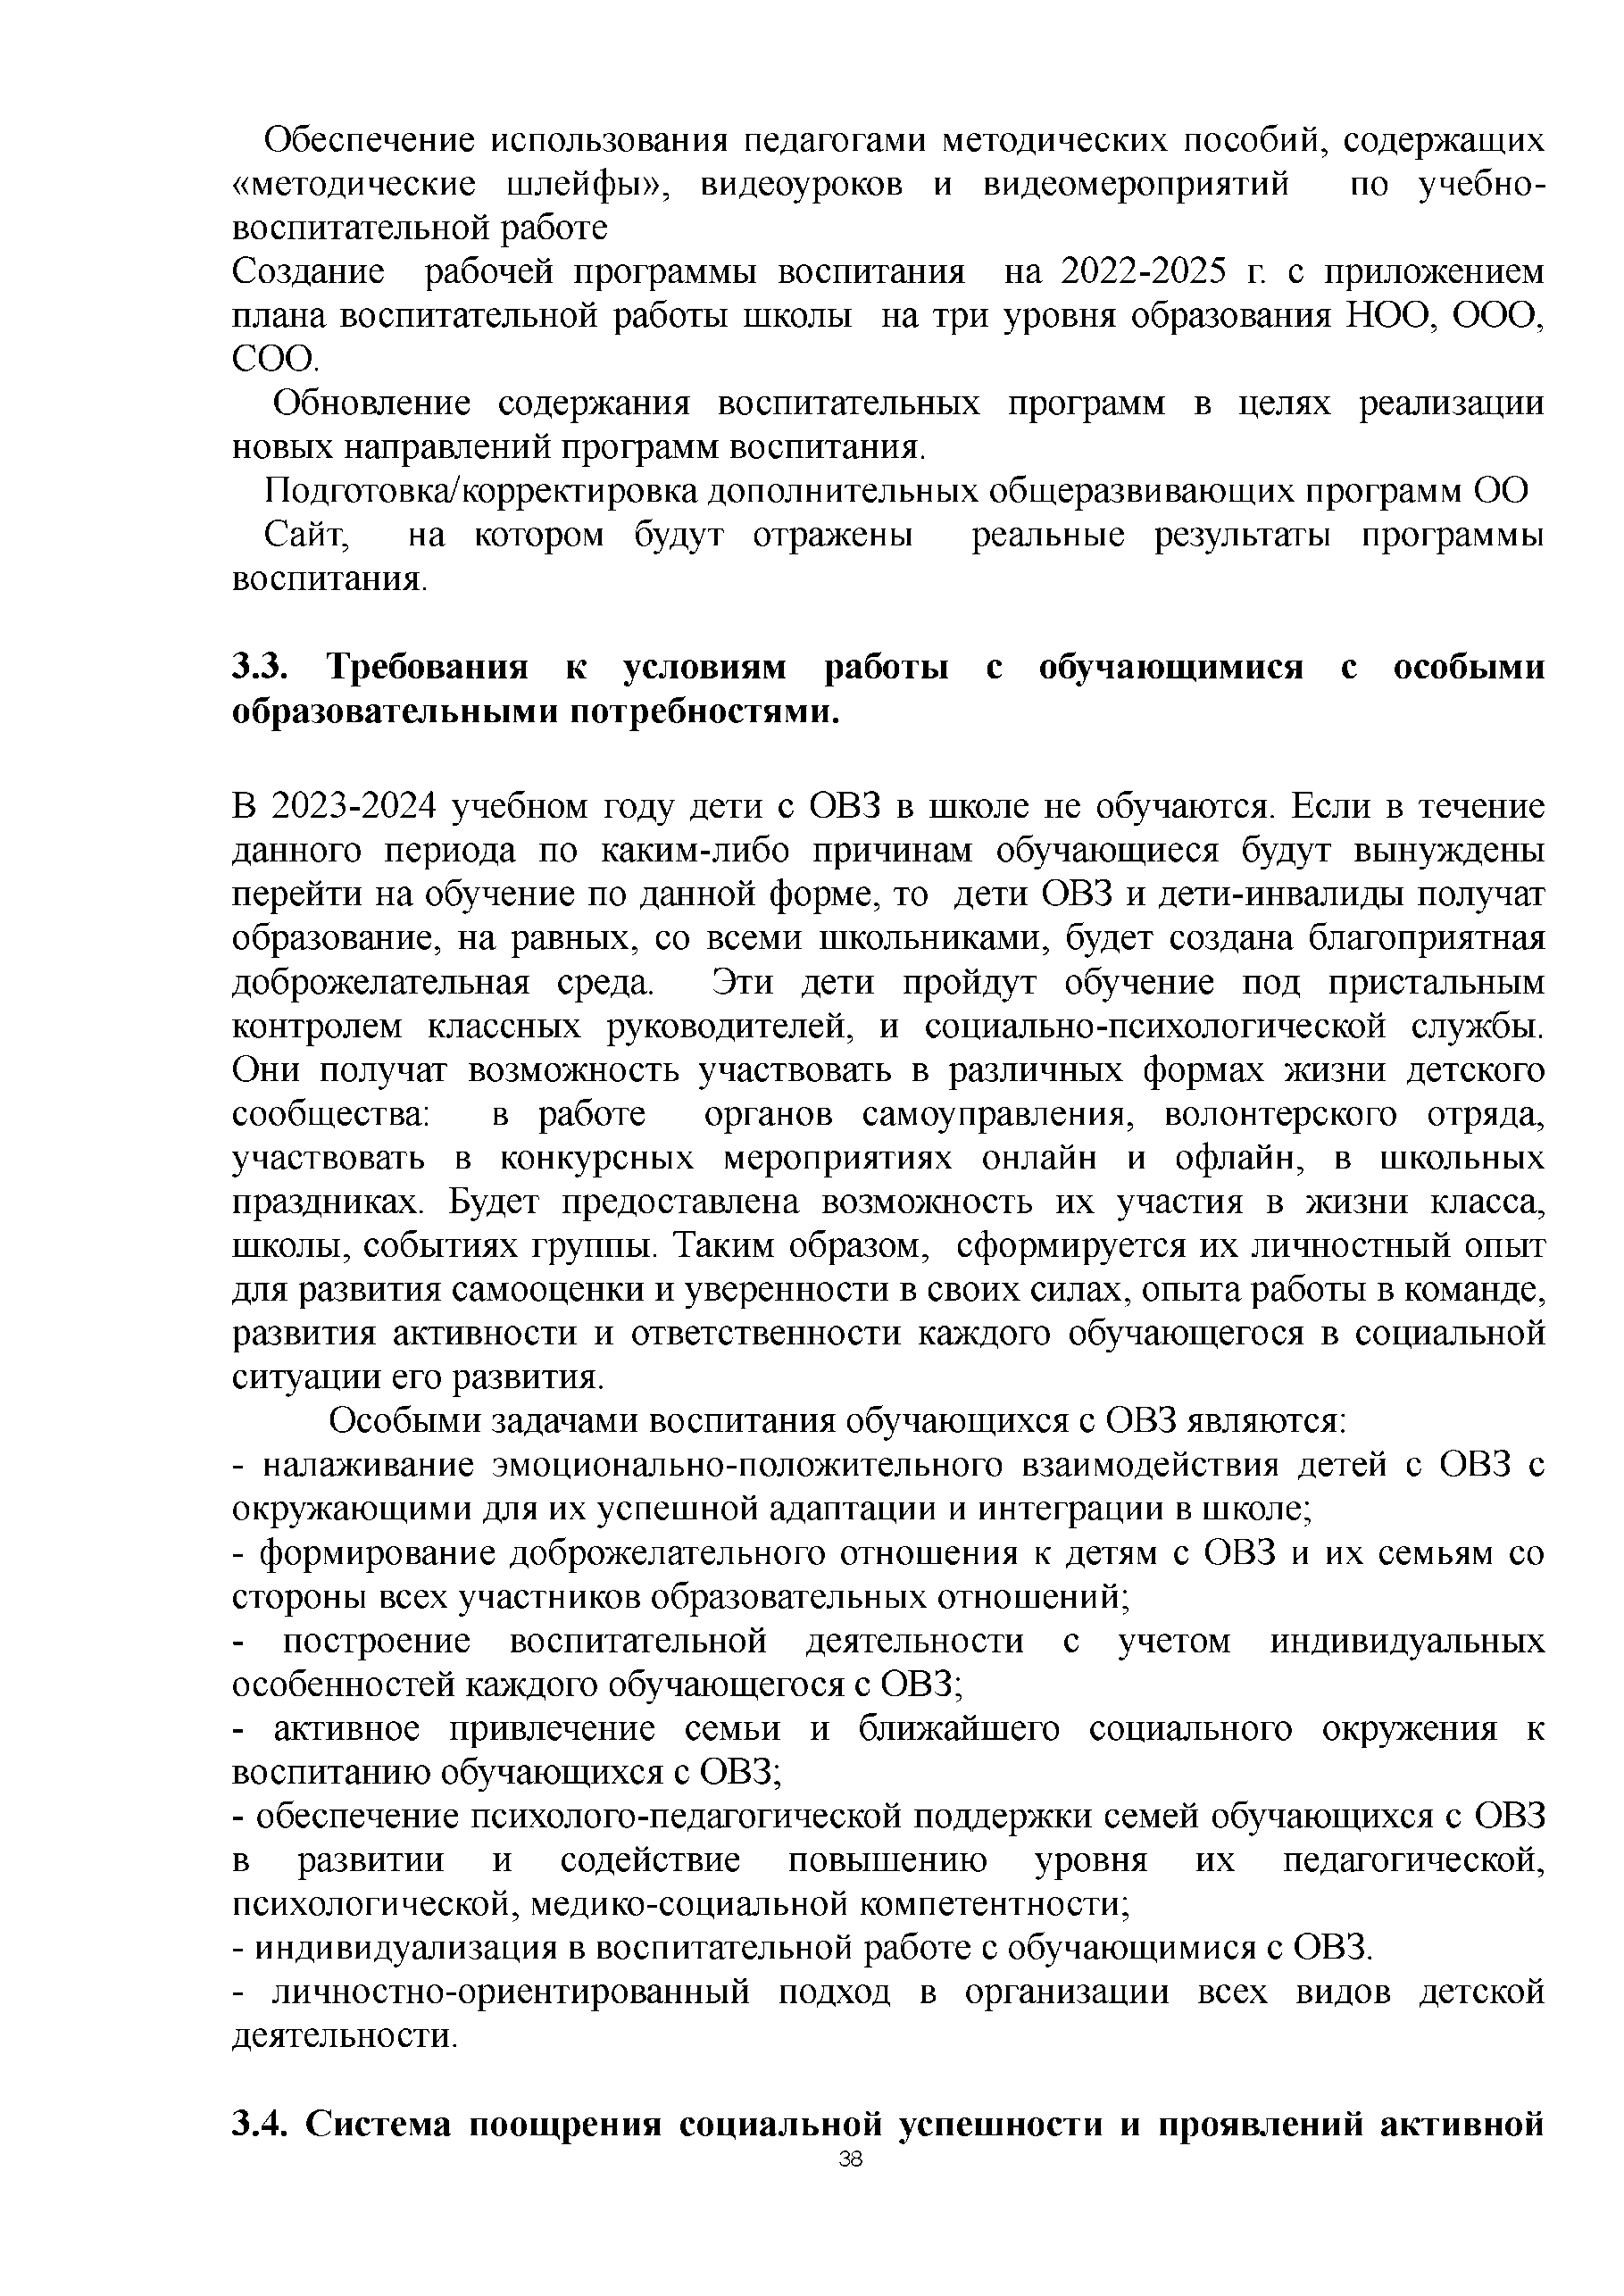 Обеспечение использования педагогами методических пособий, содержащих
«методические шлейфы», видеоуроков и видеомероприятий по учебно-
воспитательной работе
Создание рабочей программы воспитания на 2022-2025 г. с приложением
плана воспитательной работы школы на три уровня образования НОО, ООО,
СОО.
Обновление содержания воспитательных программ в целях реализации
новых направлений программ воспитания.
Подготовка/корректировка дополнительных общеразвивающих программ ОО
Сайт, на котором будут отражены реальные результаты программы
воспитания.
3.3. Требования к условиям работы с обучающимися с особыми
образовательными потребностями.
В 2023-2024 учебном году дети с ОВЗ в школе не обучаются. Если в течение
данного периода по каким-либо причинам обучающиеся будут вынуждены
перейти на обучение по данной форме, то дети ОВЗ и дети-инвалиды получат
образование, на равных, со всеми школьниками, будет создана благоприятная
доброжелательная среда. Эти дети пройдут обучение под пристальным
контролем классных руководителей, и социально-психологической службы.
Они получат возможность участвовать в различных формах жизни детского
сообщества: в работе органов самоуправления, волонтерского отряда,
участвовать в конкурсных мероприятиях онлайн и офлайн, в школьных
праздниках. Будет предоставлена возможность их участия в жизни класса,
школы, событиях группы. Таким образом, сформируется их личностный опыт
для развития самооценки и уверенности в своих силах, опыта работы в команде,
развития активности и ответственности каждого обучающегося в социальной
ситуации его развития.
Особыми задачами воспитания обучающихся с ОВЗ являются:
- налаживание эмоционально-положительного взаимодействия детей с ОВЗ с
окружающими для их успешной адаптации и интеграции в школе;
- формирование доброжелательного отношения к детям с ОВЗ и их семьям со
стороны всех участников образовательных отношений;
- построение воспитательной деятельности с учетом индивидуальных
особенностей каждого обучающегося с ОВЗ;
- активное привлечение семьи и ближайшего социального окружения к
воспитанию обучающихся с ОВЗ;
- обеспечение психолого-педагогической поддержки семей обучающихся с ОВЗ
в развитии и содействие повышению уровня их педагогической,
психологической, медико-социальной компетентности;
- индивидуализация в воспитательной работе с обучающимися с ОВЗ.
- личностно-ориентированный подход в организации всех видов детской
деятельности.
3.4. Система поощрения социальной успешности и проявлений активной
38